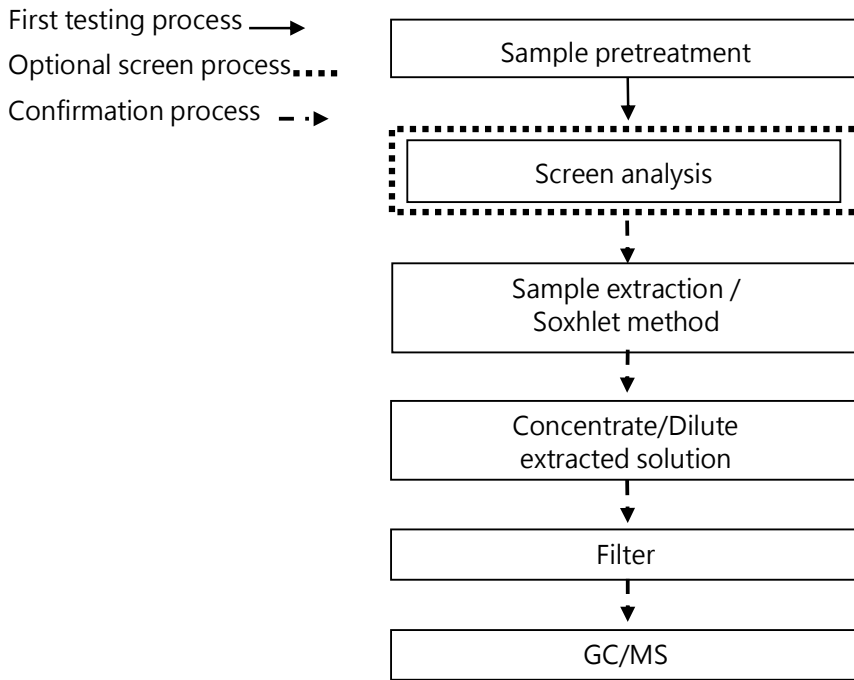 First testing process
Optional screen process
Confirmation process
Sample pretreatment
Screen analysis
Sample extraction /
Soxhlet method
Concentrate/Dilute
extracted solution
Filter
GC/MS